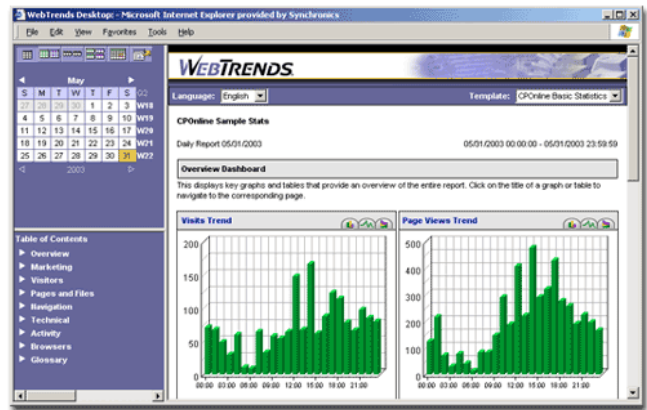 WebTrends Desktop: - Microsoft Internet Explorer provided by Synchronics
File Edit View Favorites Tools Help
WEBTRENDS
Language: English
Template: CPOnline Basic Statistics
May
S M T W T F S Q2
27 28 29 30 1 2 3 W18
4 5 6 7 8 9 10 W19
11 12 13 14 15 16 17 W20
18 19 20 21 22 23 24 W21
25 26 27 28 29 30 31 W22
2003
CPOnline Sample Stats
Daily Report 05/31/2003
05/31/2003 00:00:00 - 05/31/2003 23:59:59
Overview Dashboard
This displays key graphs and tables that provide an overview of the entire report. Click on the title of a graph or table to
navigate to the corresponding page.
Table of Contents
Overview
Marketing
Visitors
Pages and Files
Navigation
Technical
Activity
Browsers
Glossary
Visits Trend
200
150
100
50
0
00:00 03:00 06:00 09:00 12:00 15:00 18:00 21:00
Page Views Trend
500
400
300
200
100
0
00:00 03:00 06:00 09:00 12:00 15:00 18:00 21:00